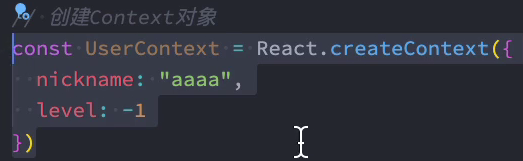 // 创建Context对象
const UserContext = React.createContext({
  nickname: "aaaa",
  level: -1
})